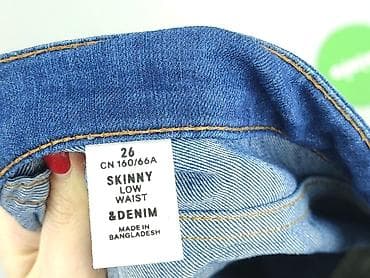 26
CN 160/66A
SKINNY
LOW
WAIST
&DENIM
MADE IN
BANGLADESH